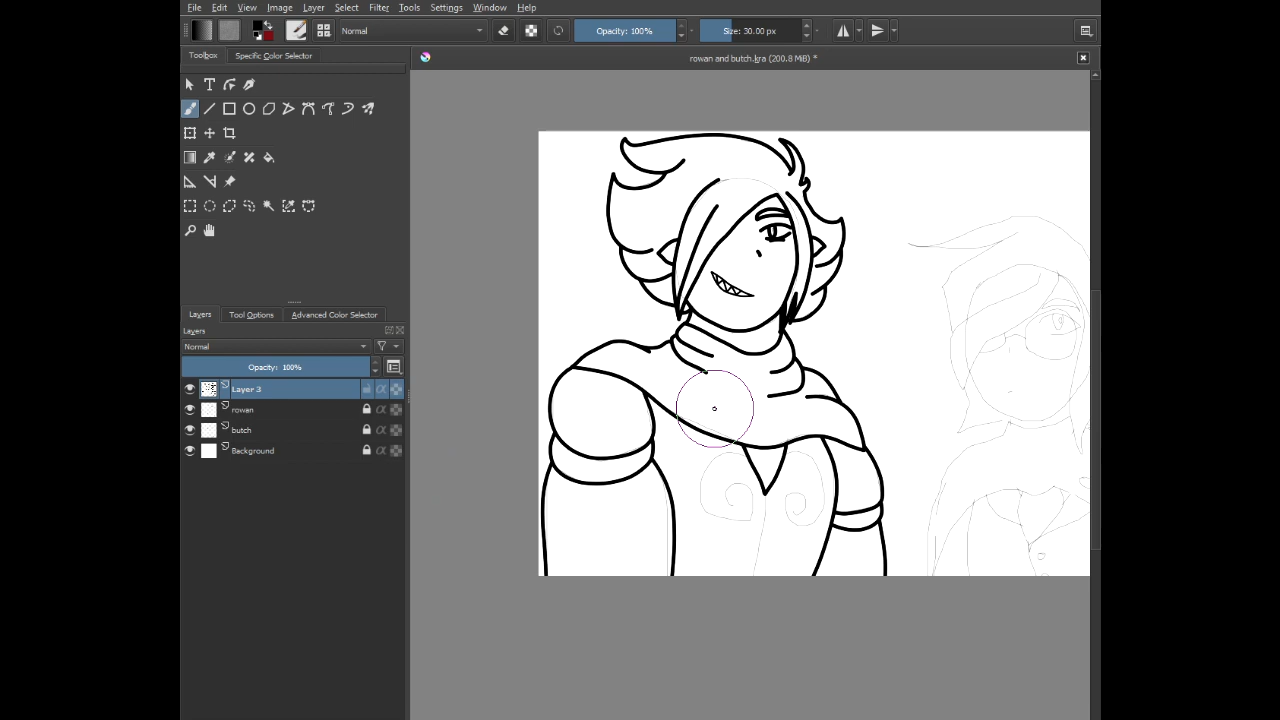 File Edit View Image Layer Select Filter Tools Settings Window Help
Normal Opacity: 100% Size: 30.00 px
Toolbox Specific Color Selector
rowan and butch.kra (200.8 MiB) *
Layers Tool Options Advanced Color Selector
Layers
Normal
Opacity: 100%
Layer 3
rowan
butch
Background